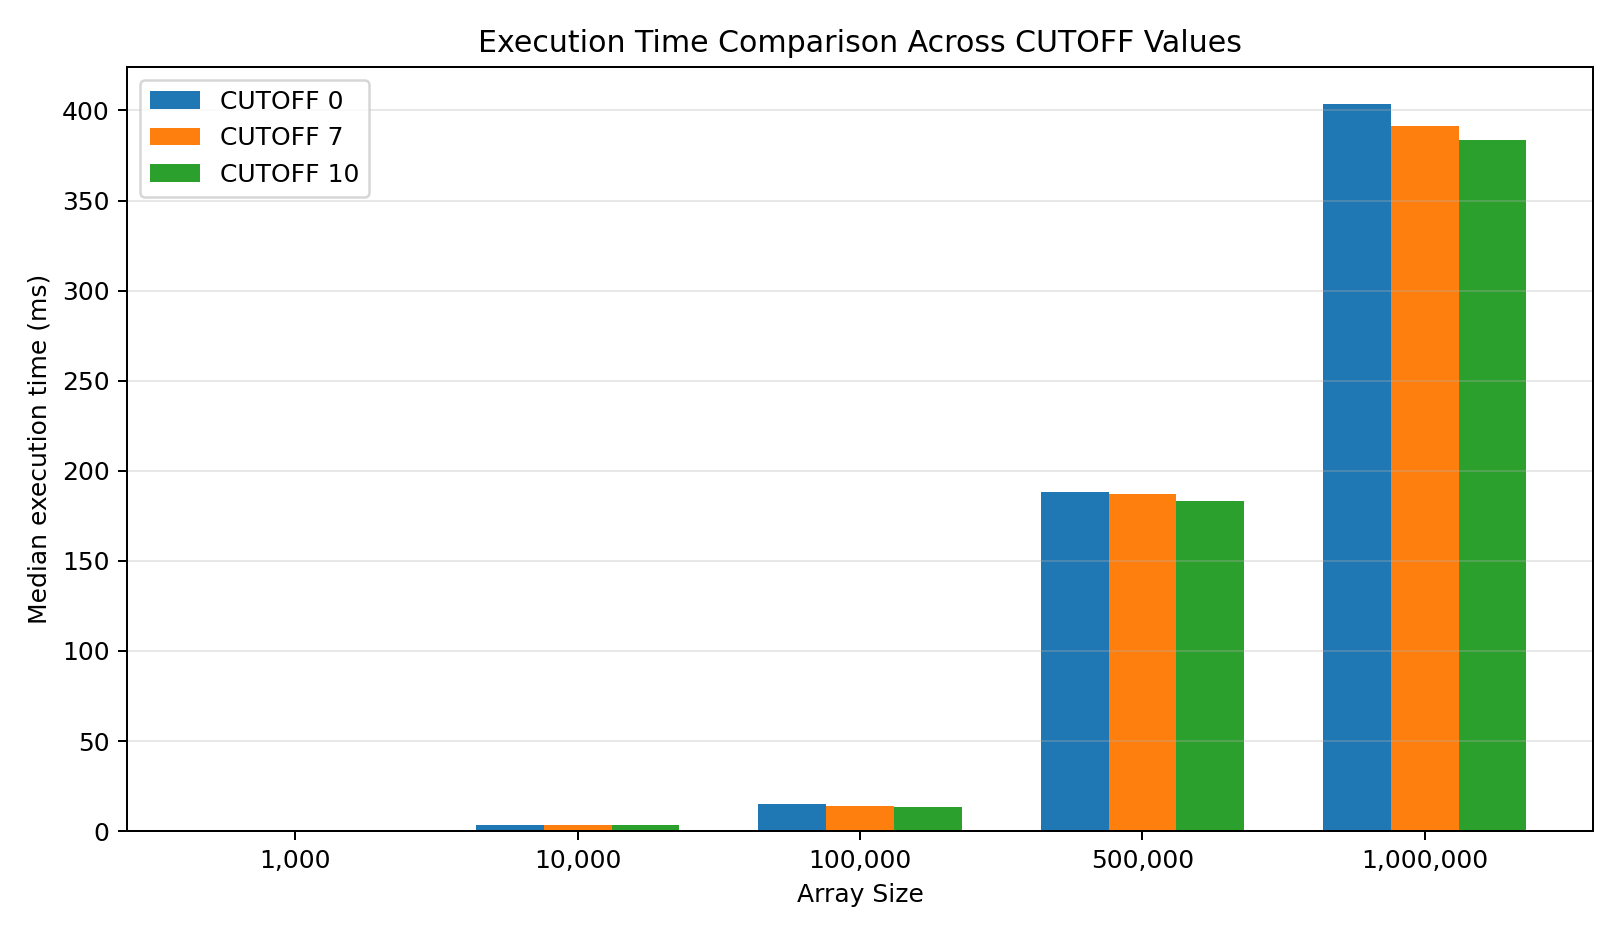 Execution Time Comparison Across CUTOFF Values
CUTOFF 0
CUTOFF 7
CUTOFF 10
Median execution time (ms)
400
350
300
250
200
150
100
50
0
1,000
10,000
100,000
500,000
1,000,000
Array Size